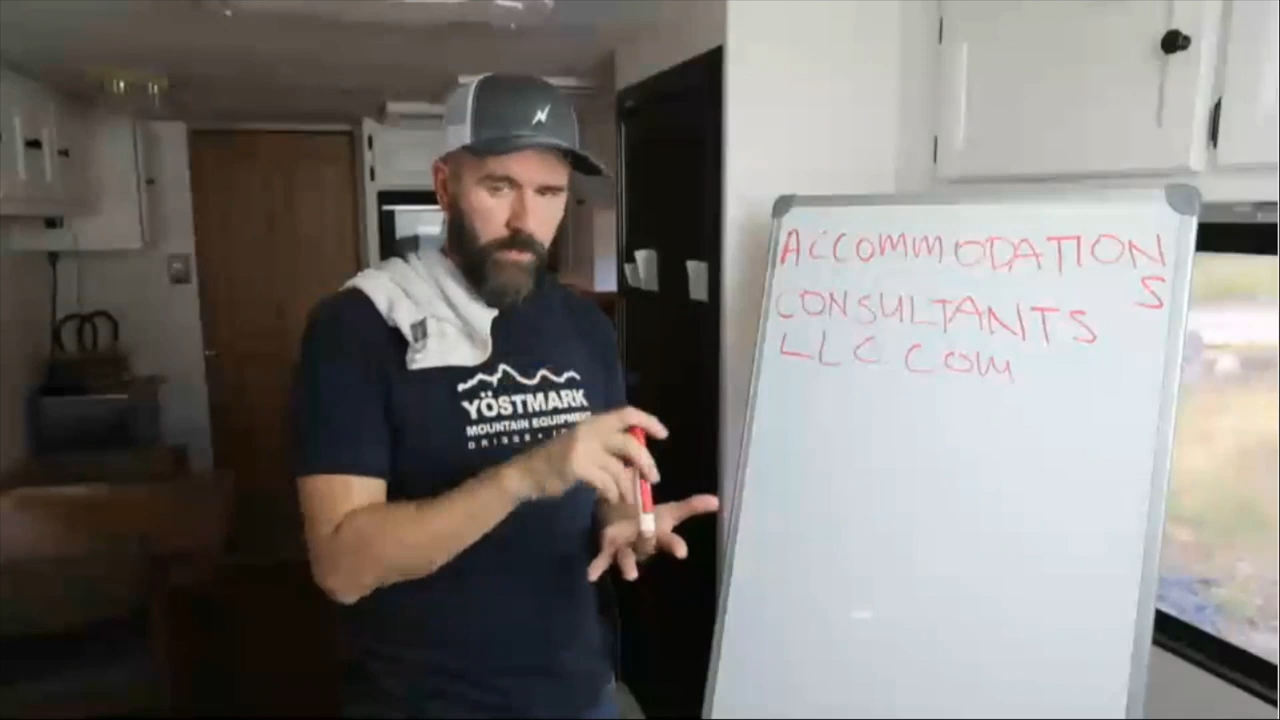 YÖSTMARK
MOUNTAIN EQUIPMENT
ACCOMMODATION
S
CONSULTANTS
LLC COM